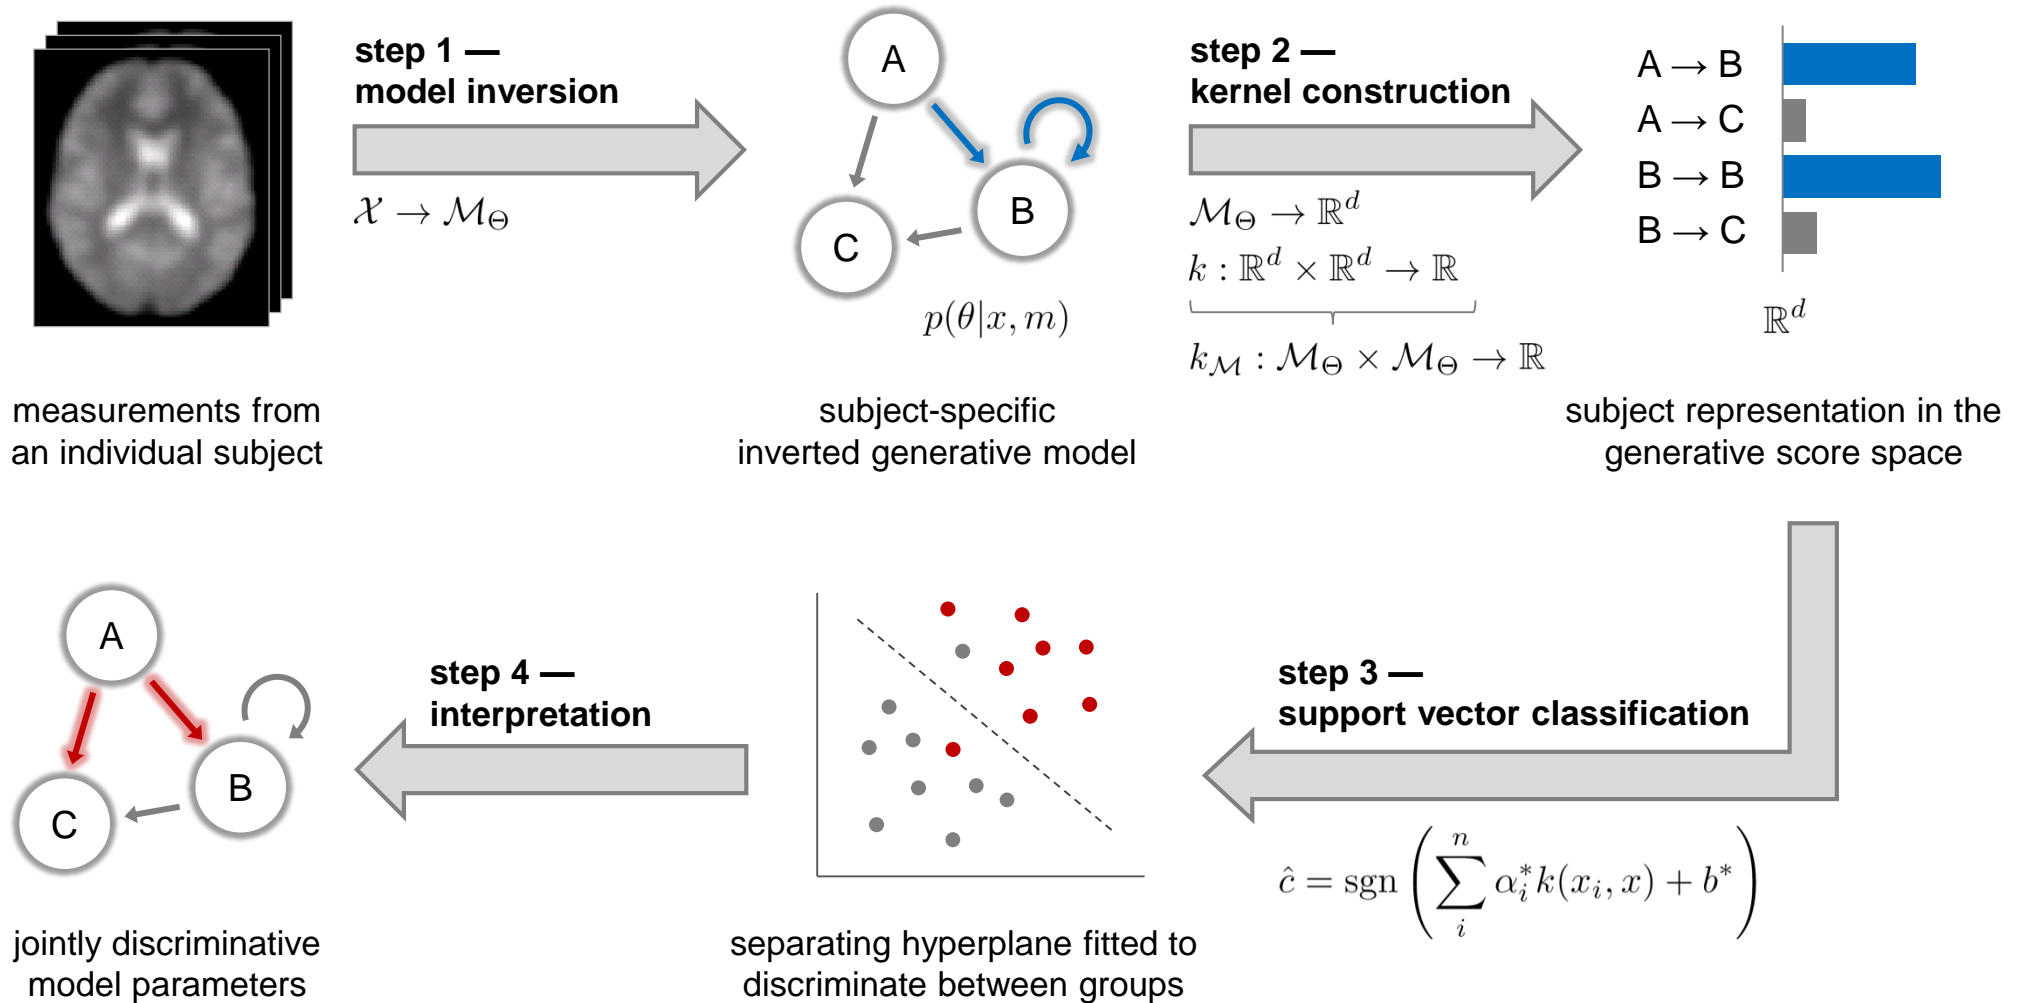 step 1 —
model inversion
𝒳 → ℳ_Θ
A
B
C
p(θ|x, m)
step 2 —
kernel construction
ℳ_Θ → ℝ^d
k : ℝ^d × ℝ^d → ℝ
k_ℳ : ℳ_Θ × ℳ_Θ → ℝ
A → B
A → C
B → B
B → C
ℝ^d
measurements from
an individual subject
subject-specific
inverted generative model
subject representation in the
generative score space
step 3 —
support vector classification
ĉ = sgn (∑_i^n α_i^* k(x_i, x) + b^*)
separating hyperplane fitted to
discriminate between groups
step 4 —
interpretation
A
B
C
jointly discriminative
model parameters